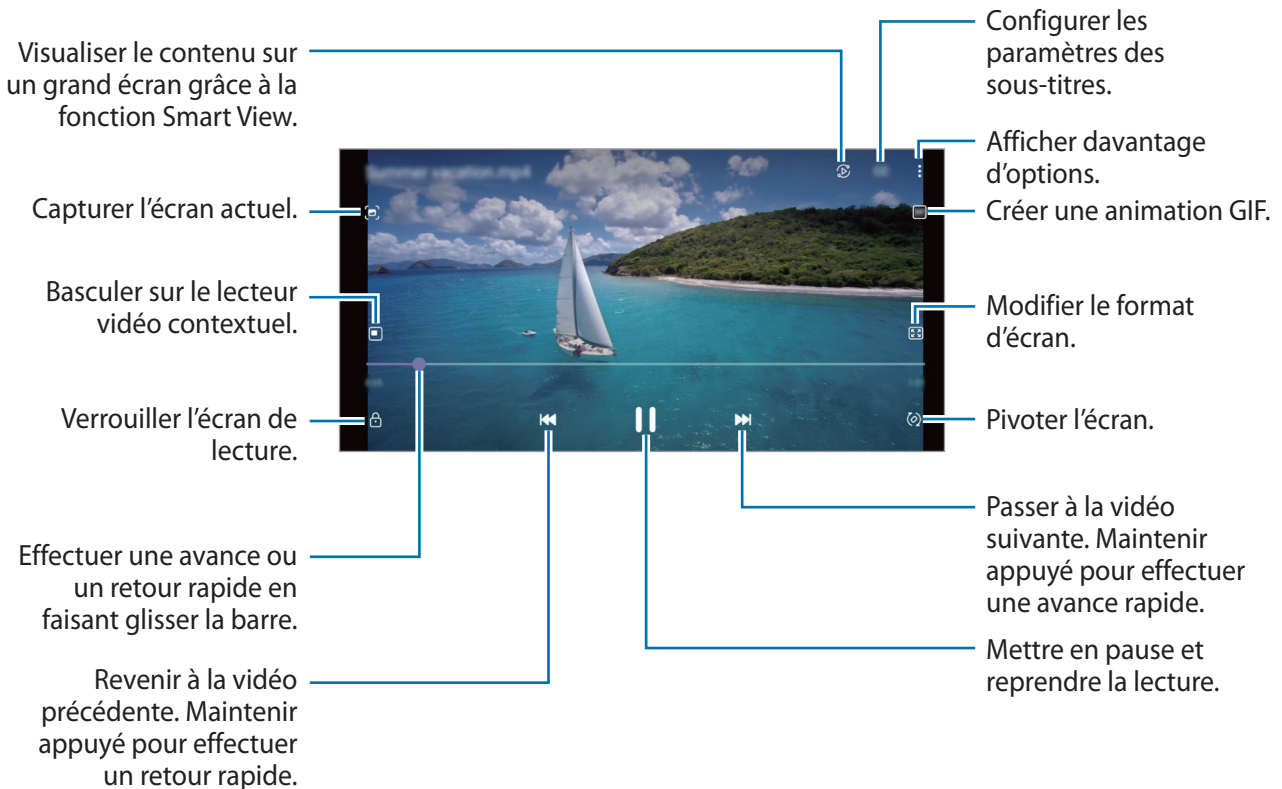 Visualiser le contenu sur
un grand écran grâce à la
fonction Smart View.
Capturer l’écran actuel.
Basculer sur le lecteur
vidéo contextuel.
Verrouiller l’écran de
lecture.
Effectuer une avance ou
un retour rapide en
faisant glisser la barre.
Revenir à la vidéo
précédente. Maintenir
appuyé pour effectuer
un retour rapide.
Summer vacation.mp4
Configurer les
paramètres des
sous-titres.
Afficher davantage
d’options.
Créer une animation GIF.
Modifier le format
d’écran.
Pivoter l’écran.
Passer à la vidéo
suivante. Maintenir
appuyé pour effectuer
une avance rapide.
Mettre en pause et
reprendre la lecture.